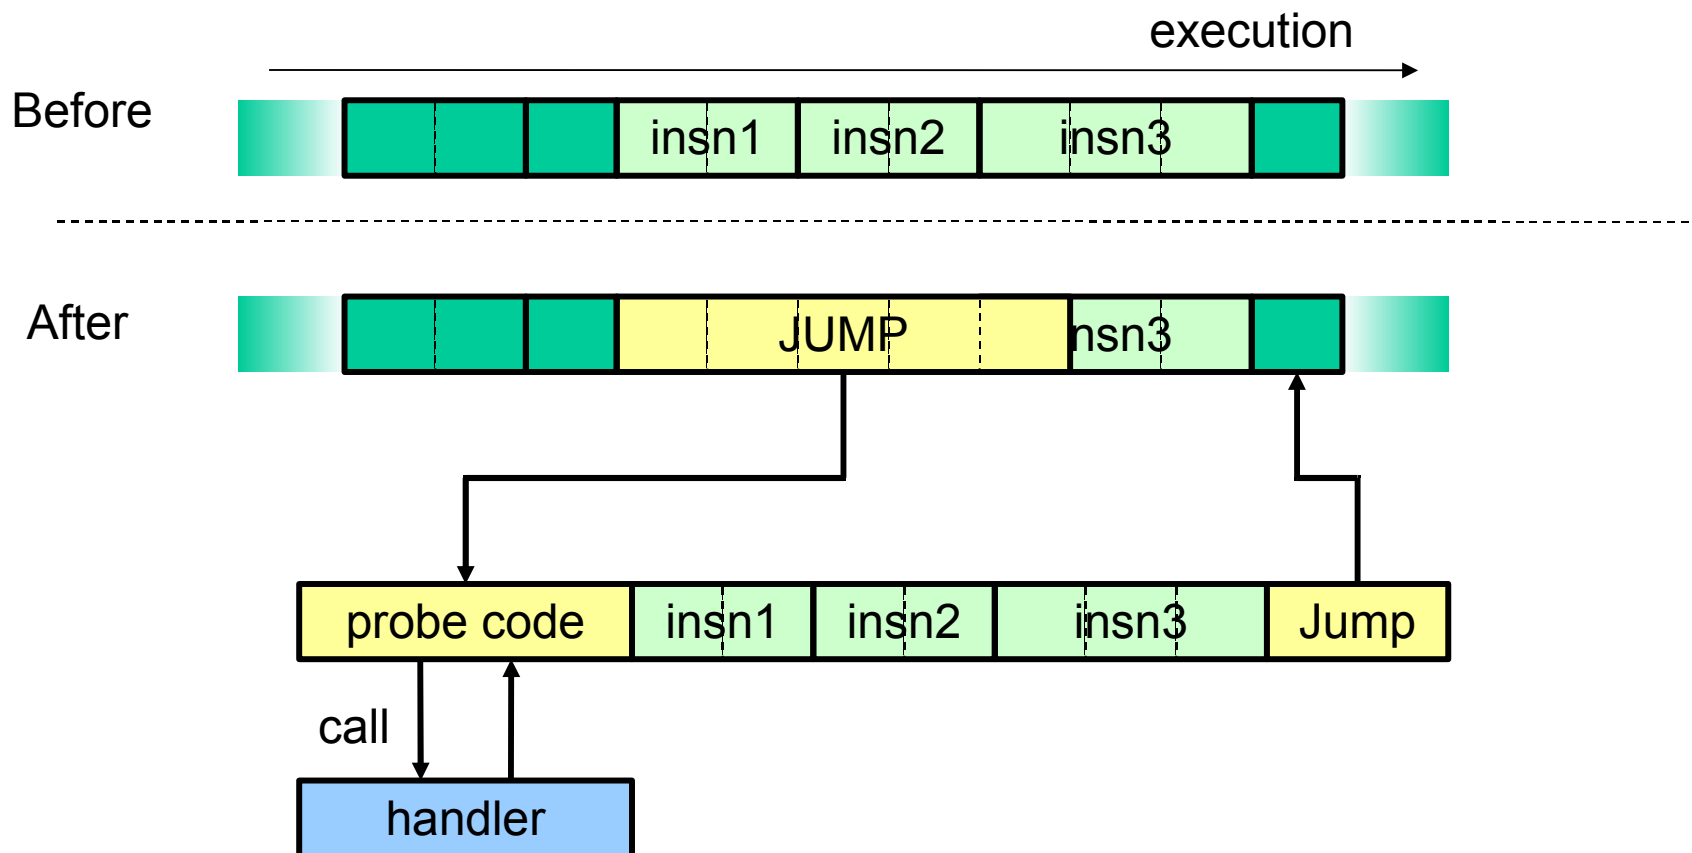 execution
Before
insn1 insn2 insn3
After
JUMP nsn3
probe code insn1 insn2 insn3 Jump
call
handler